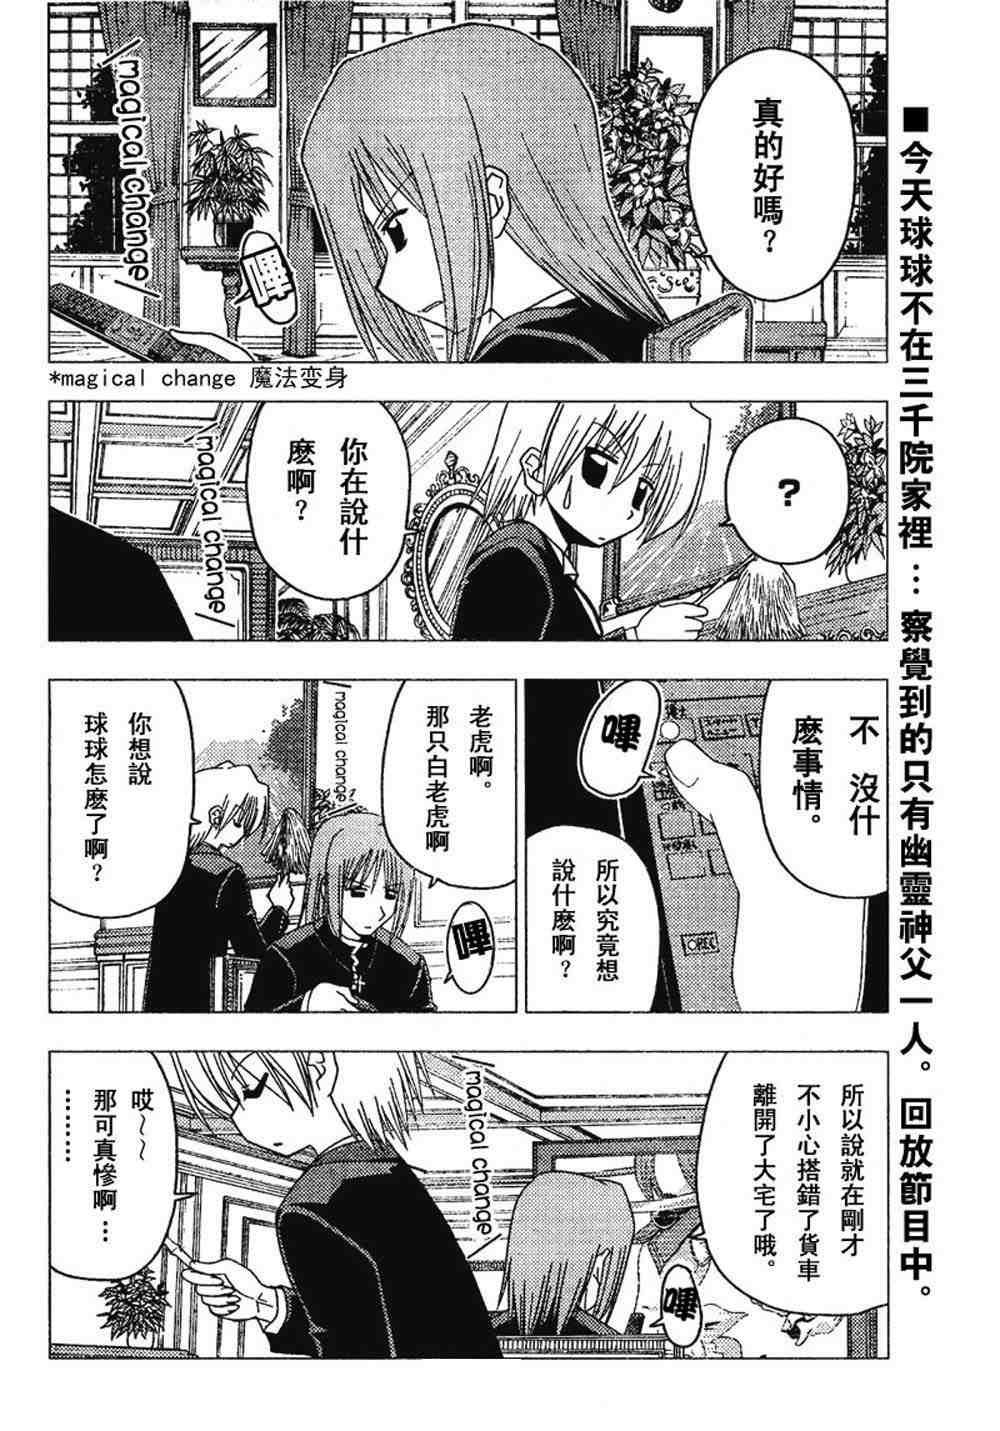 ■今天球球不在三千院家裡…察覺到的只有幽靈神父一人。回放節目中。
真的好嗎？
嗶
magical change
magical change
*magical change 魔法变身
？
你在說什
麼啊？
magical change
magical change
不 沒什
麼事情。
嗶
所以究竟想
說什麼啊？
老虎啊。
那只白老虎啊
magical change
嗶
你想說
球球怎麼了啊？
所以說就在剛才
不小心搭錯了貨車
離開了大宅了哦。
magical change
magical change
嗶
哎～～
那可真慘啊…
………